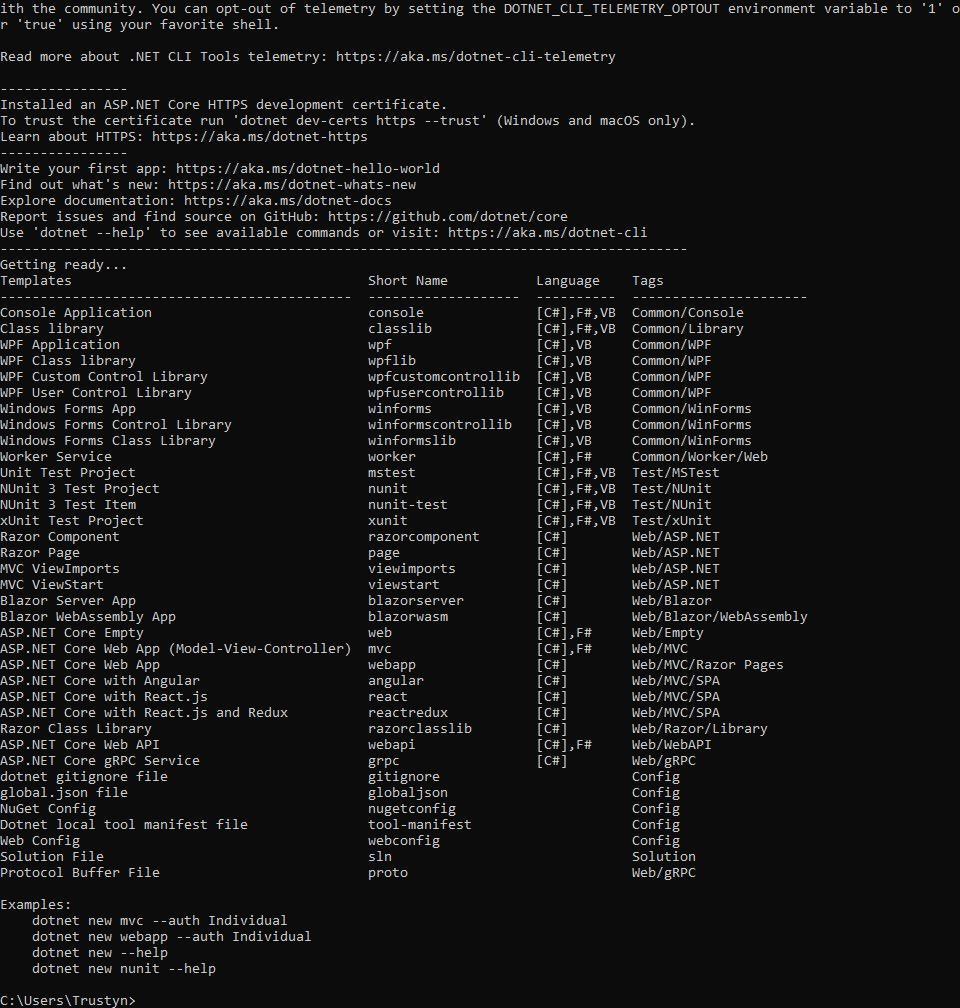 ith the community. You can opt-out of telemetry by setting the DOTNET_CLI_TELEMETRY_OPTOUT environment variable to '1' o
r 'true' using your favorite shell.

Read more about .NET CLI Tools telemetry: https://aka.ms/dotnet-cli-telemetry

----------------
Installed an ASP.NET Core HTTPS development certificate.
To trust the certificate run 'dotnet dev-certs https --trust' (Windows and macOS only).
Learn about HTTPS: https://aka.ms/dotnet-https
----------------
Write your first app: https://aka.ms/dotnet-hello-world
Find out what's new: https://aka.ms/dotnet-whats-new
Explore documentation: https://aka.ms/dotnet-docs
Report issues and find source on GitHub: https://github.com/dotnet/core
Use 'dotnet --help' to see available commands or visit: https://aka.ms/dotnet-cli
--------------------------------------------------------------------------------------
Getting ready...
Templates                                     Short Name           Language    Tags
--------------------------------------------  -------------------  ----------  ----------------------
Console Application                           console              [C#],F#,VB  Common/Console
Class library                                 classlib             [C#],F#,VB  Common/Library
WPF Application                               wpf                  [C#],VB     Common/WPF
WPF Class library                             wpflib               [C#],VB     Common/WPF
WPF Custom Control Library                    wpfcustomcontrollib  [C#],VB     Common/WPF
WPF User Control Library                      wpfusercontrollib    [C#],VB     Common/WPF
Windows Forms App                             winforms             [C#],VB     Common/WinForms
Windows Forms Control Library                 winformscontrollib   [C#],VB     Common/WinForms
Windows Forms Class Library                   winformslib          [C#],VB     Common/WinForms
Worker Service                                worker               [C#],F#     Common/Worker/Web
Unit Test Project                             mstest               [C#],F#,VB  Test/MSTest
NUnit 3 Test Project                          nunit                [C#],F#,VB  Test/NUnit
NUnit 3 Test Item                             nunit-test           [C#],F#,VB  Test/NUnit
xUnit Test Project                            xunit                [C#],F#,VB  Test/xUnit
Razor Component                               razorcomponent       [C#]        Web/ASP.NET
Razor Page                                    page                 [C#]        Web/ASP.NET
MVC ViewImports                               viewimports          [C#]        Web/ASP.NET
MVC ViewStart                                 viewstart            [C#]        Web/ASP.NET
Blazor Server App                             blazorserver         [C#]        Web/Blazor
Blazor WebAssembly App                        blazorwasm           [C#]        Web/Blazor/WebAssembly
ASP.NET Core Empty                            web                  [C#],F#     Web/Empty
ASP.NET Core Web App (Model-View-Controller)  mvc                  [C#],F#     Web/MVC
ASP.NET Core Web App                          webapp               [C#]        Web/MVC/Razor Pages
ASP.NET Core with Angular                     angular              [C#]        Web/MVC/SPA
ASP.NET Core with React.js                    react                [C#]        Web/MVC/SPA
ASP.NET Core with React.js and Redux          reactredux           [C#]        Web/MVC/SPA
Razor Class Library                           razorclasslib        [C#]        Web/Razor/Library
ASP.NET Core Web API                          webapi               [C#],F#     Web/WebAPI
ASP.NET Core gRPC Service                     grpc                 [C#]        Web/gRPC
dotnet gitignore file                         gitignore                        Config
global.json file                              globaljson                       Config
NuGet Config                                  nugetconfig                      Config
Dotnet local tool manifest file               tool-manifest                    Config
Web Config                                    webconfig                        Config
Solution File                                 sln                              Solution
Protocol Buffer File                          proto                            Web/gRPC

Examples:
    dotnet new mvc --auth Individual
    dotnet new webapp --auth Individual
    dotnet new --help
    dotnet new nunit --help

C:\Users\Trustyn>